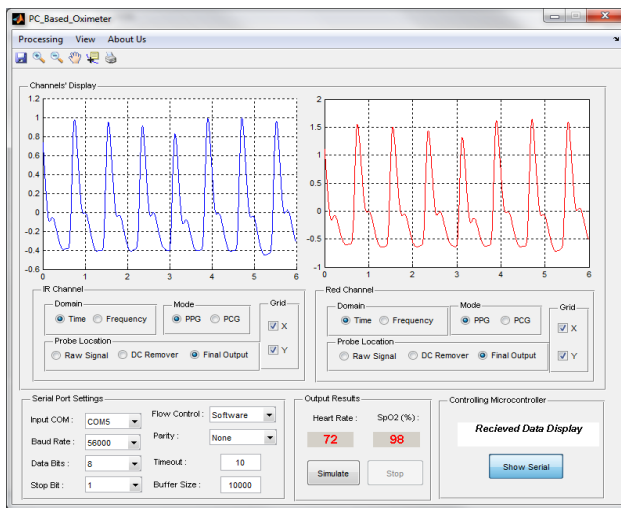 PC_Based_Oximeter
Processing View About Us
Channels' Display
1.2
1
0.8
0.6
0.4
0.2
0
-0.2
-0.4
-0.6
0 1 2 3 4 5 6
2
1.5
1
0.5
0
-0.5
-1
0 1 2 3 4 5 6
IR Channel
Domain
Time Frequency
Mode
PPG PCG
Grid
X
Y
Probe Location
Raw Signal DC Remover Final Output
Red Channel
Domain
Time Frequency
Mode
PPG PCG
Grid
X
Y
Probe Location
Raw Signal DC Remover Final Output
Serial Port Settings
Input COM : COM5 Flow Control : Software
Baud Rate : 56000 Parity : None
Data Bits : 8 Timeout : 10
Stop Bit : 1 Buffer Size : 10000
Output Results
Heart Rate : SpO2 (%) :
72 98
Simulate Stop
Controlling Microcontroller
Recieved Data Display
Show Serial